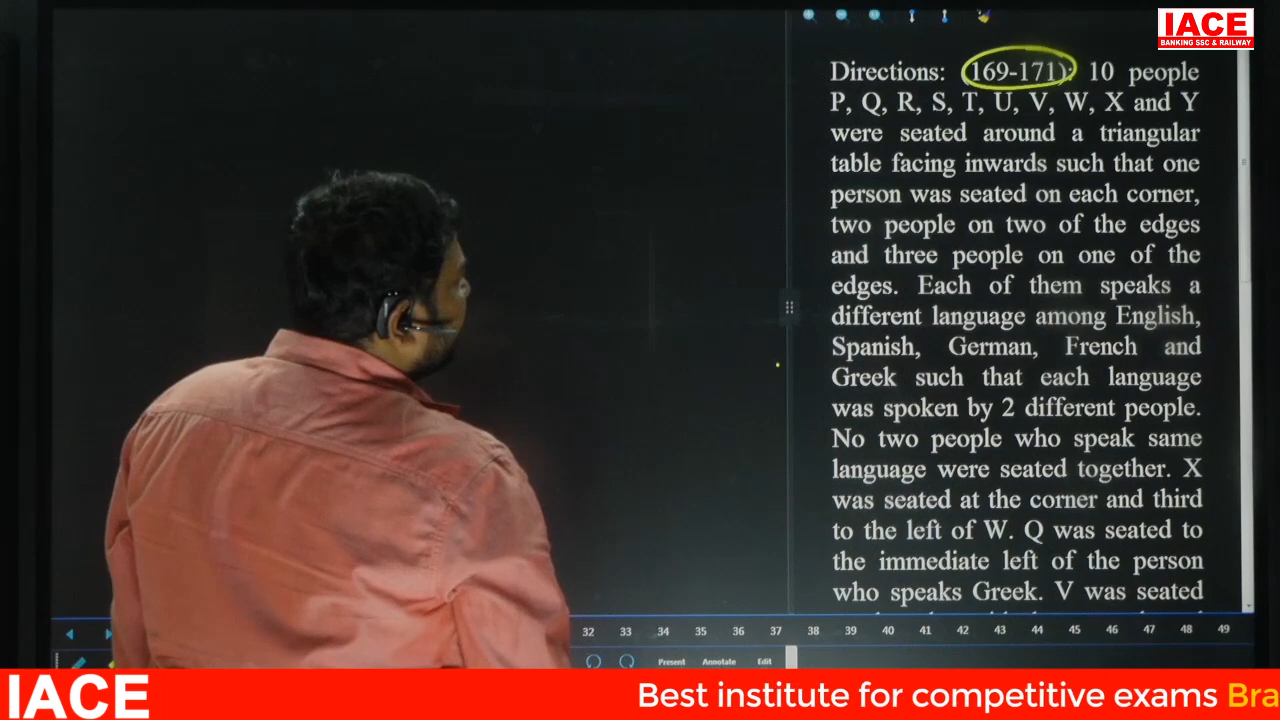 IACE
BANKING SSC & RAILWAY
Directions: (169-171): 10 people
P, Q, R, S, T, U, V, W, X and Y
were seated around a triangular
table facing inwards such that one
person was seated on each corner,
two people on two of the edges
and three people on one of the
edges. Each of them speaks a
different language among English,
Spanish, German, French and
Greek such that each language
was spoken by 2 different people.
No two people who speak same
language were seated together. X
was seated at the corner and third
to the left of W. Q was seated to
the immediate left of the person
who speaks Greek. V was seated
32 33 34 35 36 37 38 39 40 41 42 43 44 45 46 47 48 49
Present Annotate Edit
IACE Best institute for competitive exams Bra